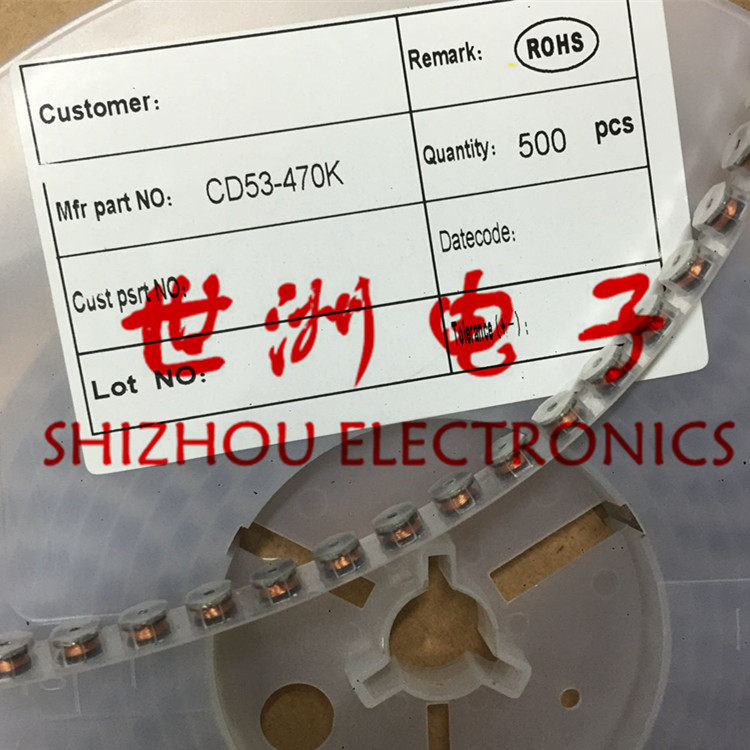 Customer:
Remark: ROHS
Mfr part NO: CD53-470K
Quantity: 500 pcs
Cust psrt NO:
Datecode:
Lot NO:
Tolerance(+-):
世洲电子
SHIZHOU ELECTRONICS